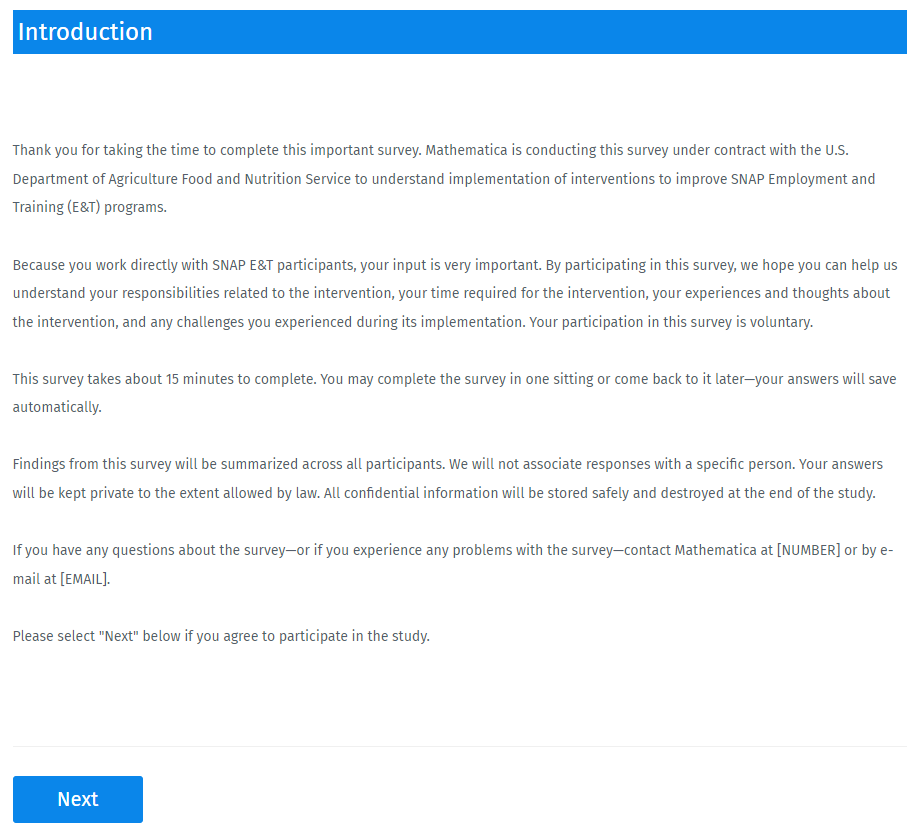 Introduction
Thank you for taking the time to complete this important survey. Mathematica is conducting this survey under contract with the U.S.
Department of Agriculture Food and Nutrition Service to understand implementation of interventions to improve SNAP Employment and
Training (E&T) programs.
Because you work directly with SNAP E&T participants, your input is very important. By participating in this survey, we hope you can help us
understand your responsibilities related to the intervention, your time required for the intervention, your experiences and thoughts about
the intervention, and any challenges you experienced during its implementation. Your participation in this survey is voluntary.
This survey takes about 15 minutes to complete. You may complete the survey in one sitting or come back to it later—your answers will save
automatically.
Findings from this survey will be summarized across all participants. We will not associate responses with a specific person. Your answers
will be kept private to the extent allowed by law. All confidential information will be stored safely and destroyed at the end of the study.
If you have any questions about the survey—or if you experience any problems with the survey—contact Mathematica at [NUMBER] or by e-
mail at [EMAIL].
Please select "Next" below if you agree to participate in the study.
Next